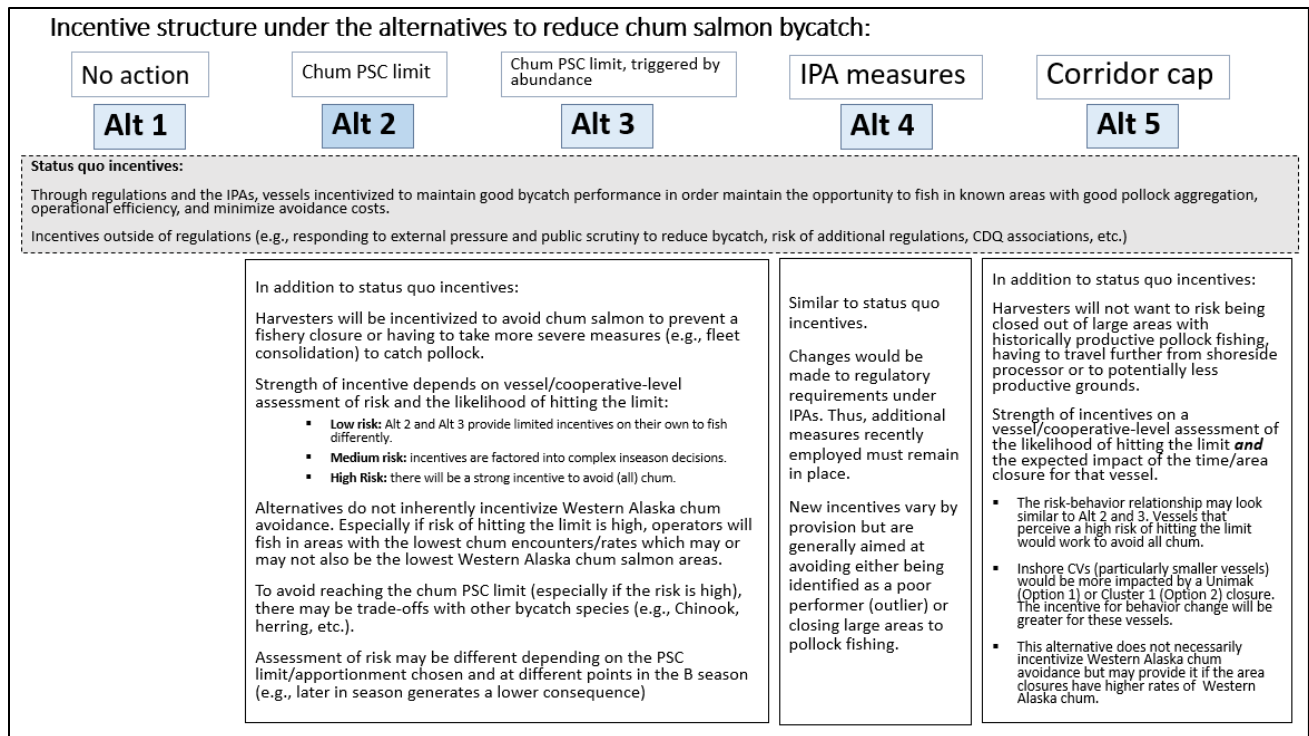 Incentive structure under the alternatives to reduce chum salmon bycatch:
No action
Alt 1
Chum PSC limit
Alt 2
Chum PSC limit, triggered by
abundance
Alt 3
IPA measures
Alt 4
Corridor cap
Alt 5
Status quo incentives:
Through regulations and the IPAs, vessels incentivized to maintain good bycatch performance in order maintain the opportunity to fish in known areas with good pollock aggregation,
operational efficiency, and minimize avoidance costs.
Incentives outside of regulations (e.g., responding to external pressure and public scrutiny to reduce bycatch, risk of additional regulations, CDQ associations, etc.)
In addition to status quo incentives:
Harvesters will be incentivized to avoid chum salmon to prevent a
fishery closure or having to take more severe measures (e.g., fleet
consolidation) to catch pollock.
Strength of incentive depends on vessel/cooperative-level
assessment of risk and the likelihood of hitting the limit:
▪ Low risk: Alt 2 and Alt 3 provide limited incentives on their own to fish
differently.
▪ Medium risk: incentives are factored into complex inseason decisions.
▪ High Risk: there will be a strong incentive to avoid (all) chum.
Alternatives do not inherently incentivize Western Alaska chum
avoidance. Especially if risk of hitting the limit is high, operators will
fish in areas with the lowest chum encounters/rates which may or
may not also be the lowest Western Alaska chum salmon areas.
To avoid reaching the chum PSC limit (especially if the risk is high),
there may be trade-offs with other bycatch species (e.g., Chinook,
herring, etc.).
Assessment of risk may be different depending on the PSC
limit/apportionment chosen and at different points in the B season
(e.g., later in season generates a lower consequence)
Similar to status quo
incentives.
Changes would be
made to regulatory
requirements under
IPAs. Thus, additional
measures recently
employed must remain
in place.
New incentives vary by
provision but are
generally aimed at
avoiding either being
identified as a poor
performer (outlier) or
closing large areas to
pollock fishing.
In addition to status quo incentives:
Harvesters will not want to risk being
closed out of large areas with
historically productive pollock fishing,
having to travel further from shoreside
processor or to potentially less
productive grounds.
Strength of incentives on a
vessel/cooperative-level assessment of
the likelihood of hitting the limit and
the expected impact of the time/area
closure for that vessel.
▪ The risk-behavior relationship may look
similar to Alt 2 and 3. Vessels that
perceive a high risk of hitting the limit
would work to avoid all chum.
▪ Inshore CVs (particularly smaller vessels)
would be more impacted by a Unimak
(Option 1) or Cluster 1 (Option 2) closure.
The incentive for behavior change will be
greater for these vessels.
▪ This alternative does not necessarily
incentivize Western Alaska chum
avoidance but may provide it if the area
closures have higher rates of Western
Alaska chum.